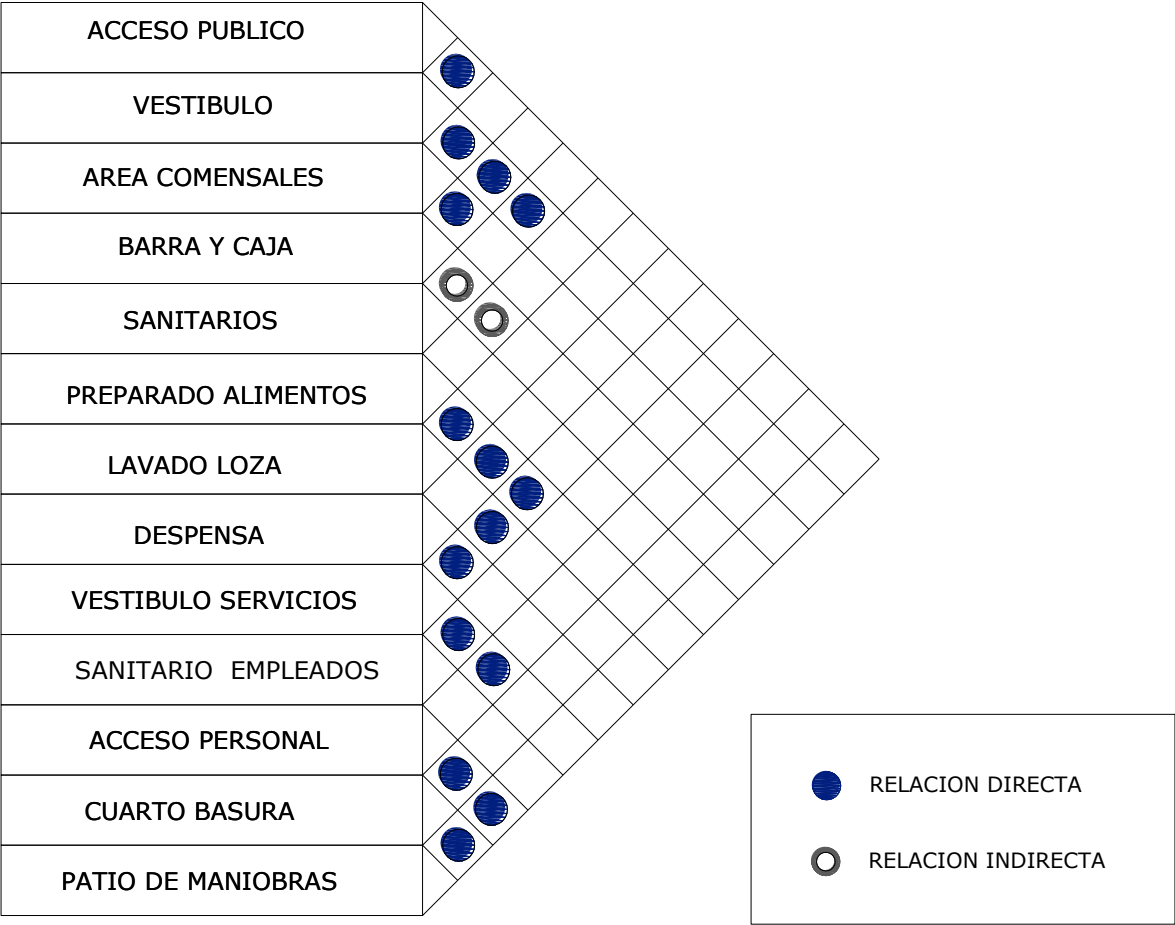 ACCESO PUBLICO
VESTIBULO
AREA COMENSALES
BARRA Y CAJA
SANITARIOS
PREPARADO ALIMENTOS
LAVADO LOZA
DESPENSA
VESTIBULO SERVICIOS
SANITARIO EMPLEADOS
ACCESO PERSONAL
CUARTO BASURA
PATIO DE MANIOBRAS
RELACION DIRECTA
RELACION INDIRECTA